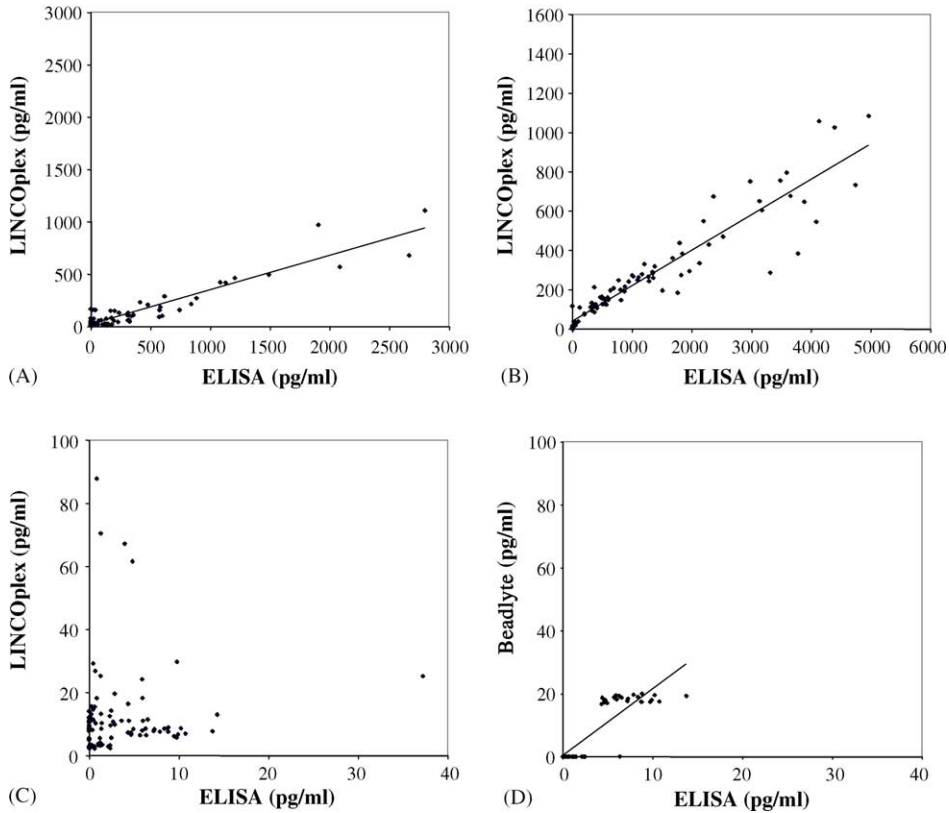 3000
2500
2000
1500
1000
500
0
LINCOplex (pg/ml)
0 500 1000 1500 2000 2500 3000
(A)
ELISA (pg/ml)
1600
1400
1200
1000
800
600
400
200
0
LINCOplex (pg/ml)
0 1000 2000 3000 4000 5000 6000
(B)
ELISA (pg/ml)
100
80
60
40
20
0
LINCOplex (pg/ml)
0 10 20 30 40
(C)
ELISA (pg/ml)
100
80
60
40
20
0
Beadlyte (pg/ml)
0 10 20 30 40
(D)
ELISA (pg/ml)